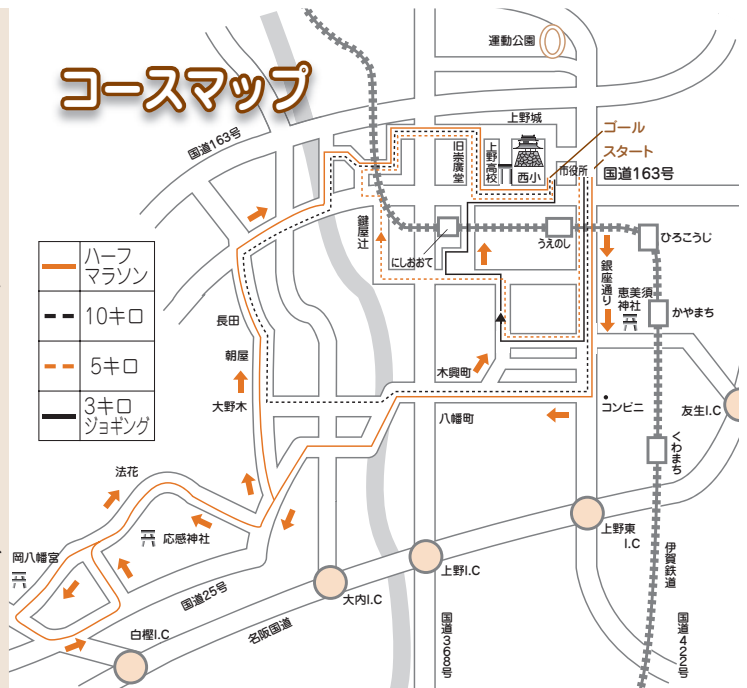 コースマップ
運動公園
上野城
ゴール
スタート
国道163号
国道163号
旧崇廣堂
上野高校
西小
市役所
鍵屋辻
にしおおて
うえのし
ひろこうじ
銀座通り
恵美須
神社
かやまち
ハーフ
マラソン
10キロ
5キロ
3キロ
ジョギング
長田
朝屋
大野木
木興町
八幡町
コンビニ
友生I.C
くわまち
法花
応感神社
岡八幡宮
上野東
I.C
上野I.C
大内I.C
白樫I.C
国道25号
名阪国道
伊賀鉄道
国道368号
国道422号